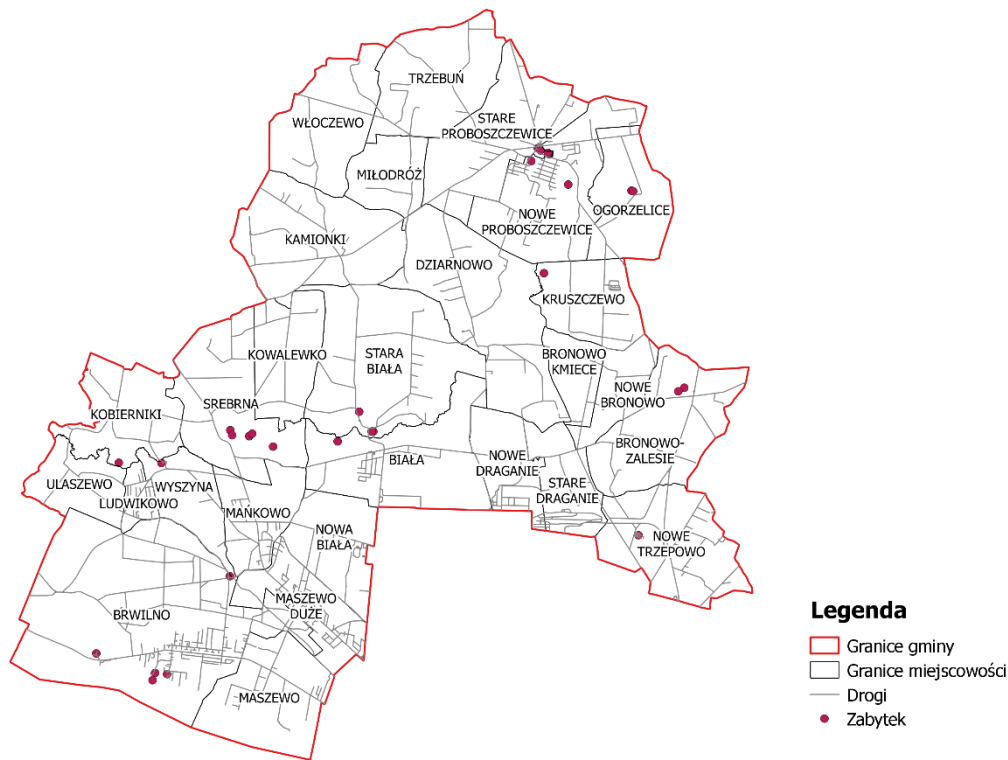 TRZEBUŃ
STARE
PROBOSZCZEWICE
WŁOCZEWO
MIŁODRÓŻ
OGORZELICE
NOWE
PROBOSZCZEWICE
KAMIONKI
DZIARNOWO
KRUSZCZEWO
KOWALEWKO
STARA
BIAŁA
BRONOWO
KMIECE
NOWE
BRONOWO
SREBRNA
KOBIERNIKI
BRONOWO-
ZALESIE
BIAŁA
NOWE
DRAGANIE
ULASZEWO
WYSZYNA
STARE
DRAGANIE
LUDWIKOWO
MAŃKOWO
NOWA
BIAŁA
NOWE
TRZEPOWO
MASZEWO
DUŻE
BRWILNO
MASZEWO
Legenda
Granice gminy
Granice miejscowości
Drogi
Zabytek